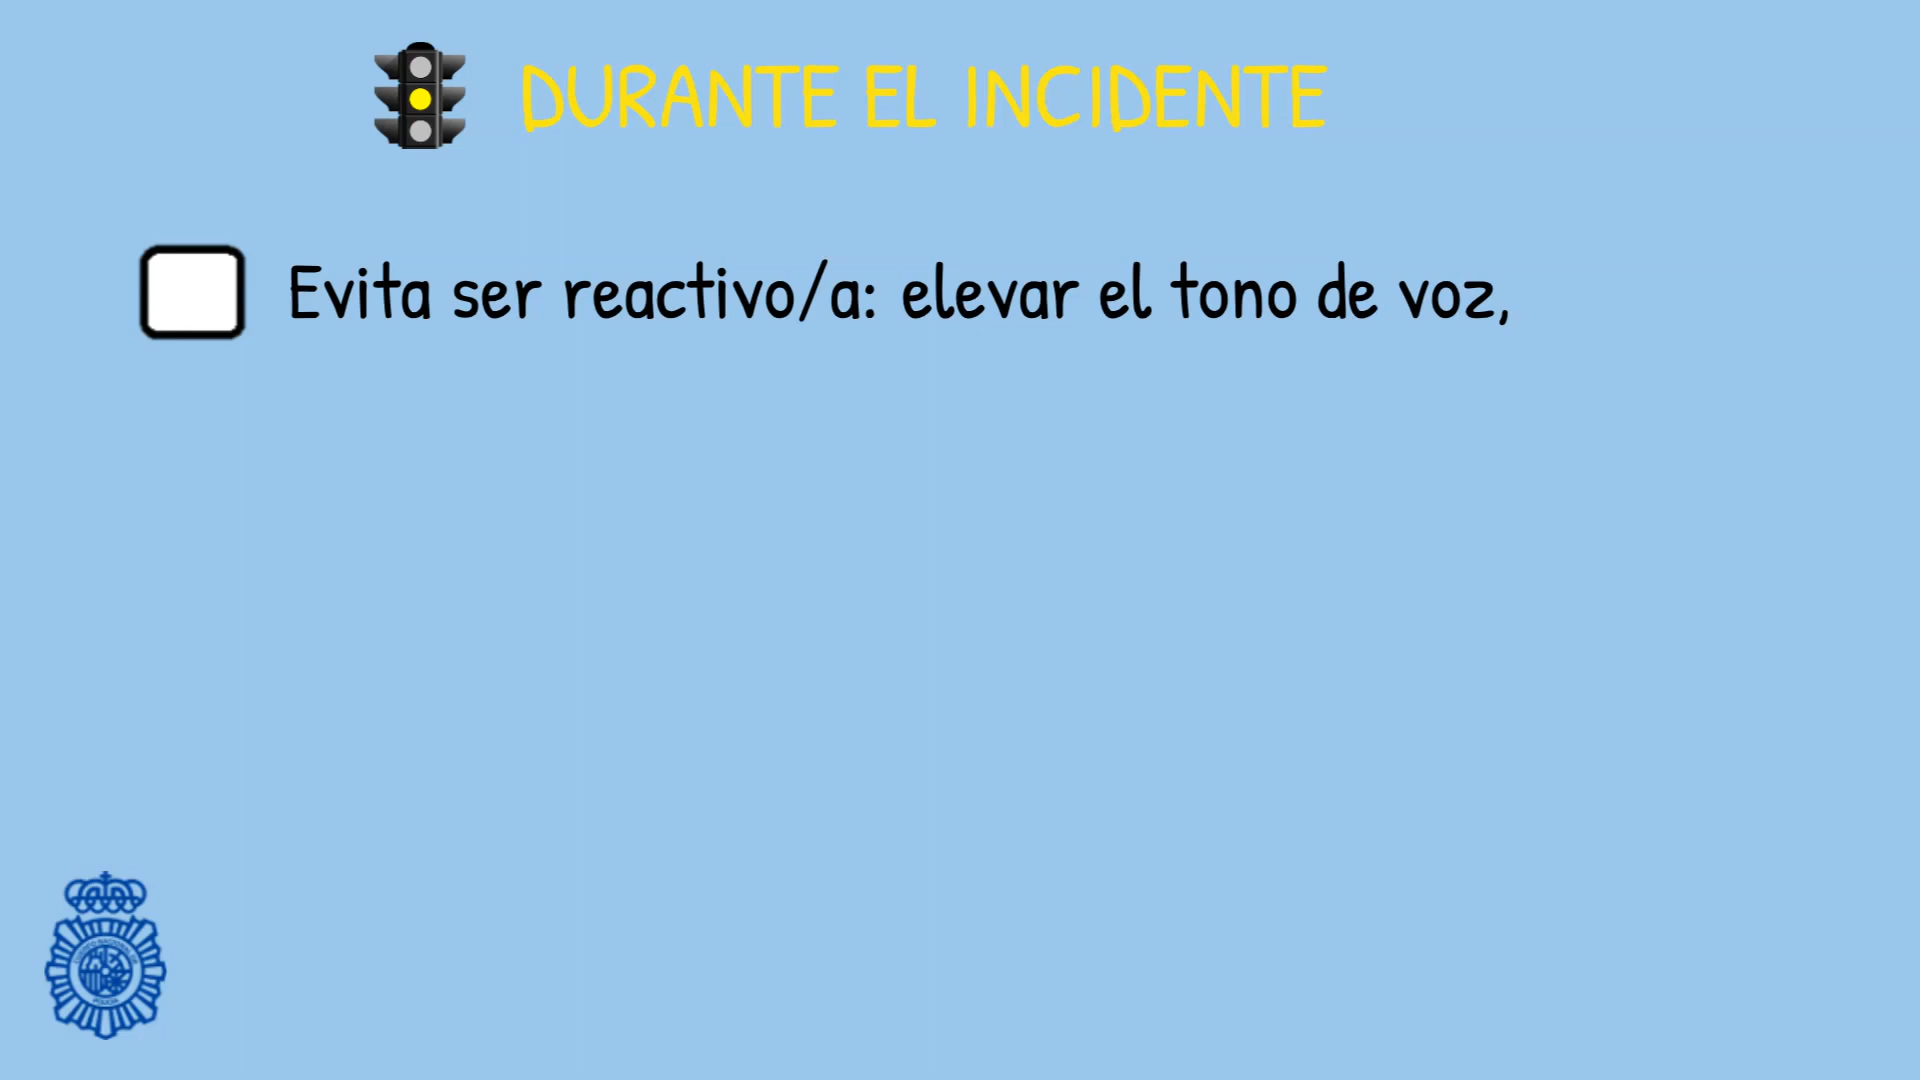 DURANTE EL INCIDENTE
Evita ser reactivo/a: elevar el tono de voz,